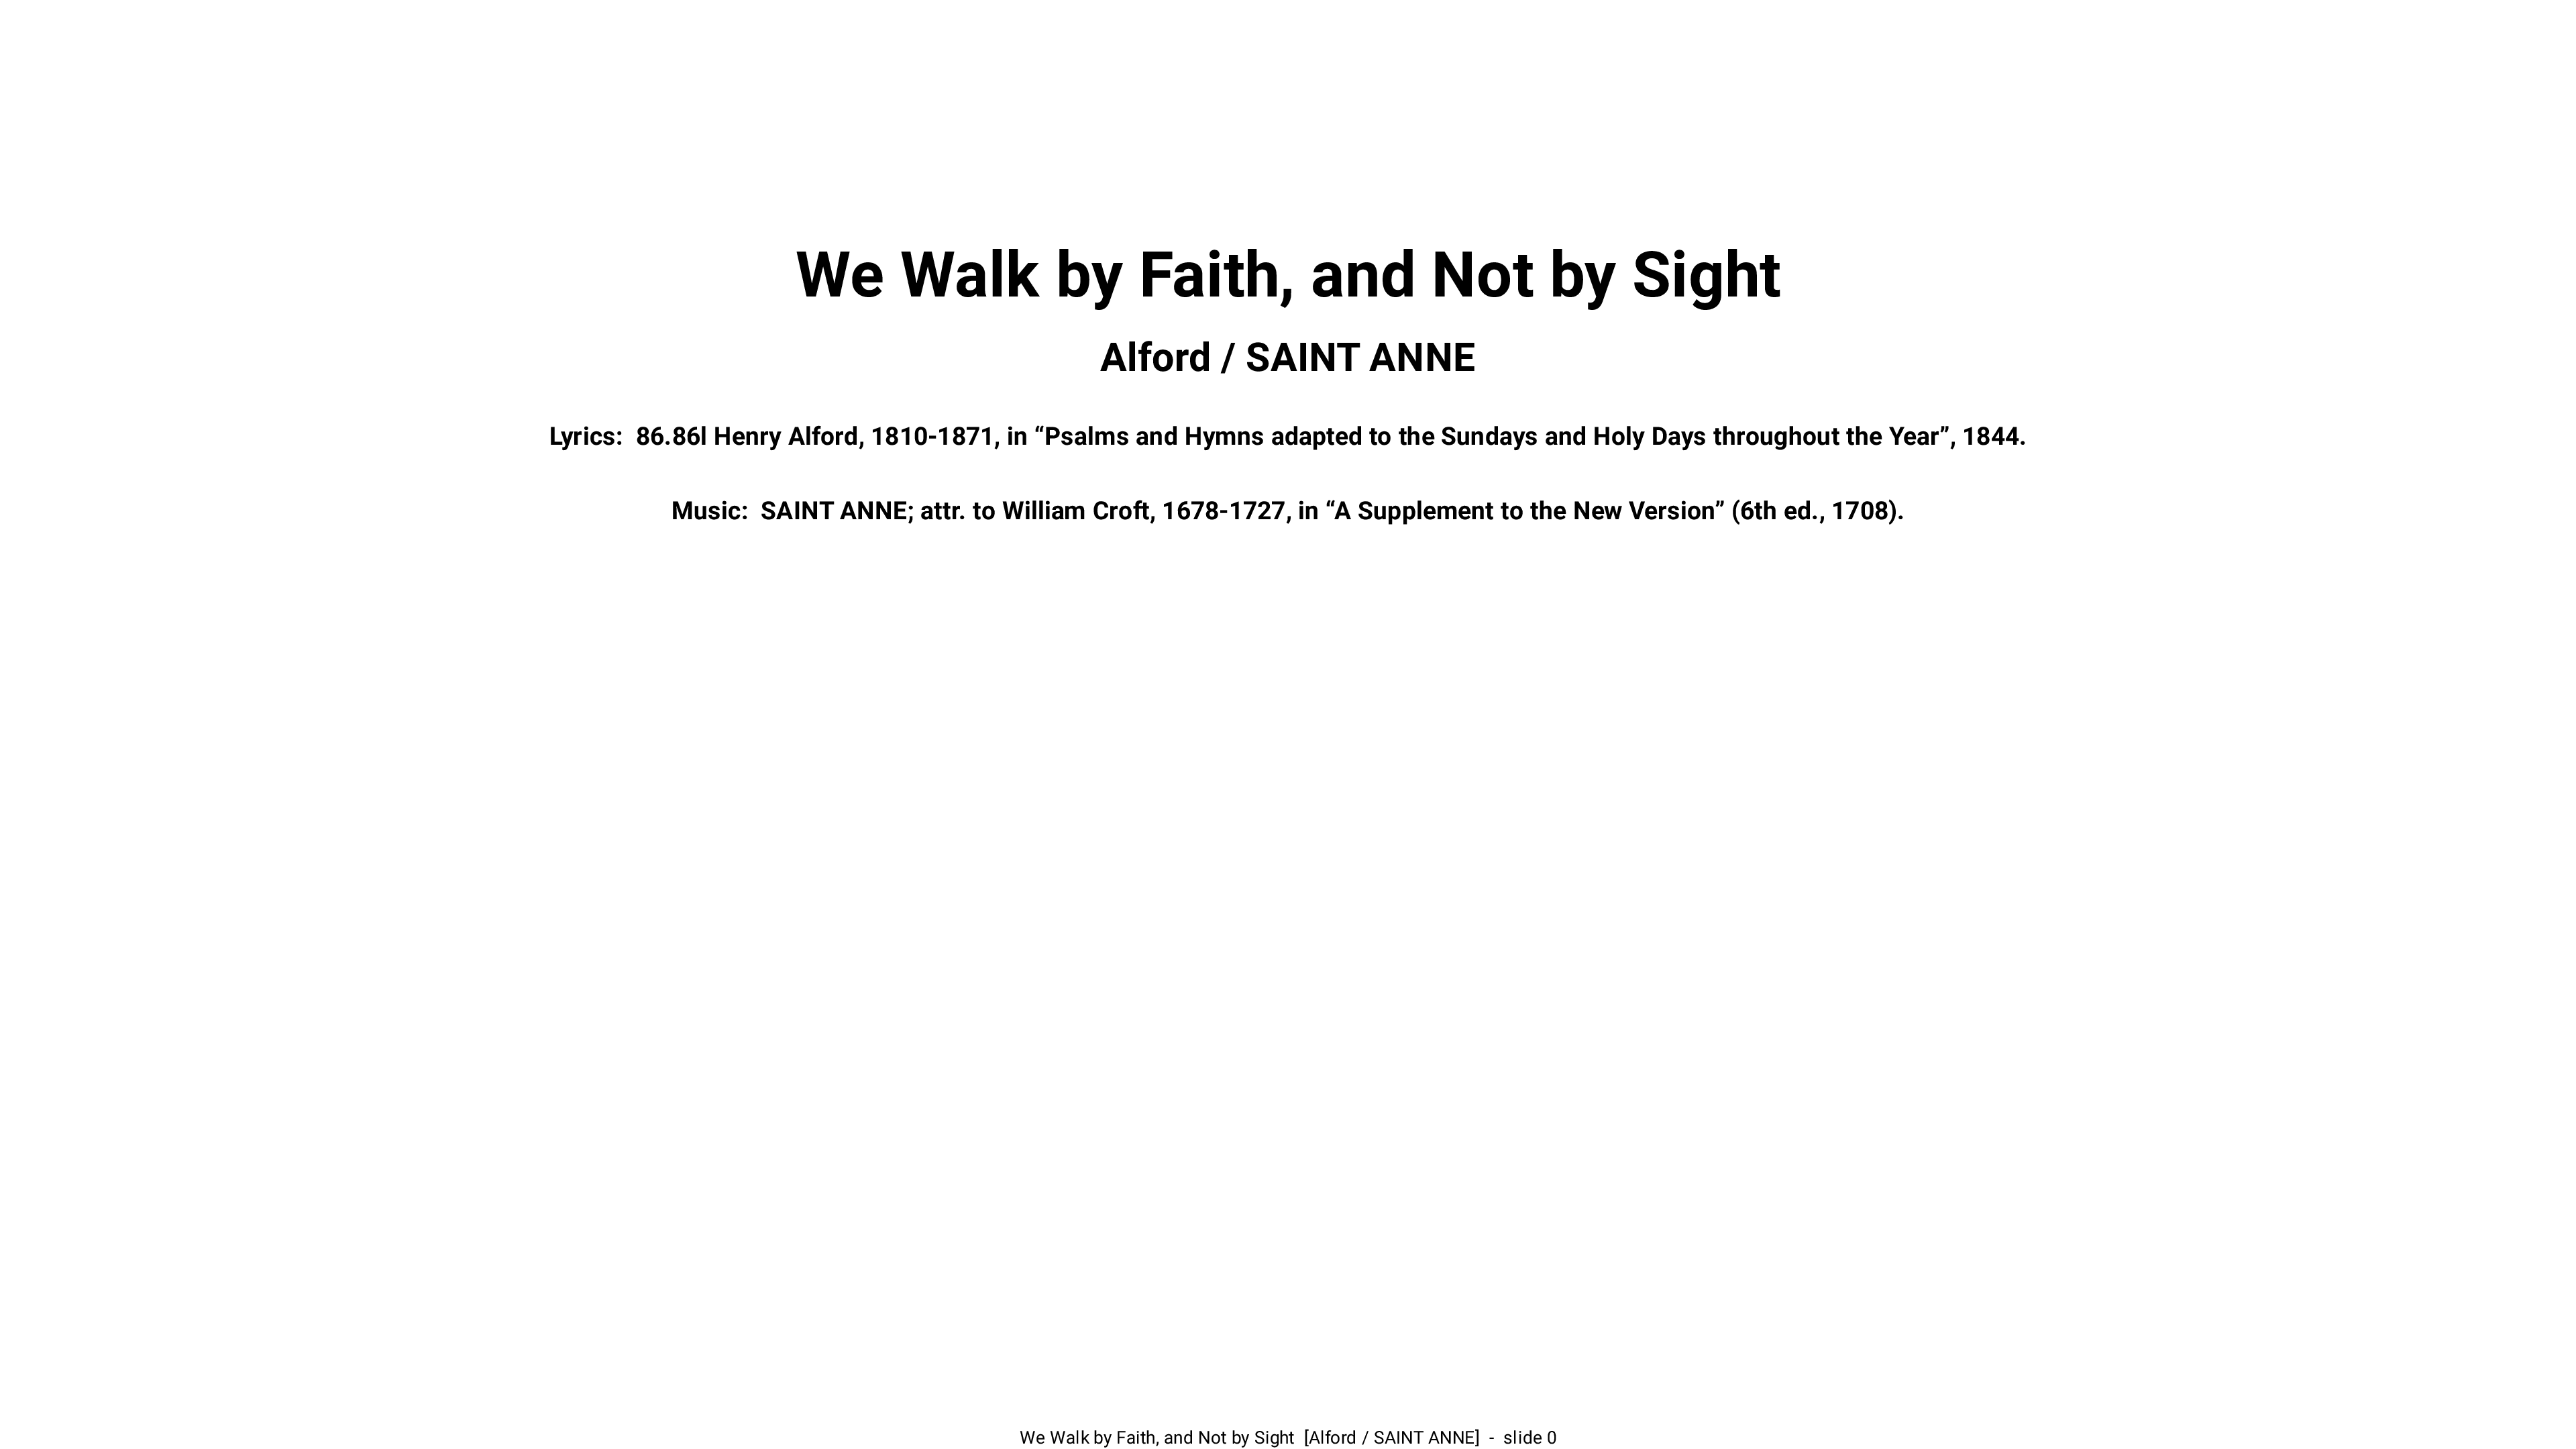 We Walk by Faith, and Not by Sight
Alford / SAINT ANNE
Lyrics:  86.86l Henry Alford, 1810-1871, in “Psalms and Hymns adapted to the Sundays and Holy Days throughout the Year”, 1844.
Music:  SAINT ANNE; attr. to William Croft, 1678-1727, in “A Supplement to the New Version” (6th ed., 1708).
We Walk by Faith, and Not by Sight  [Alford / SAINT ANNE]  -  slide 0